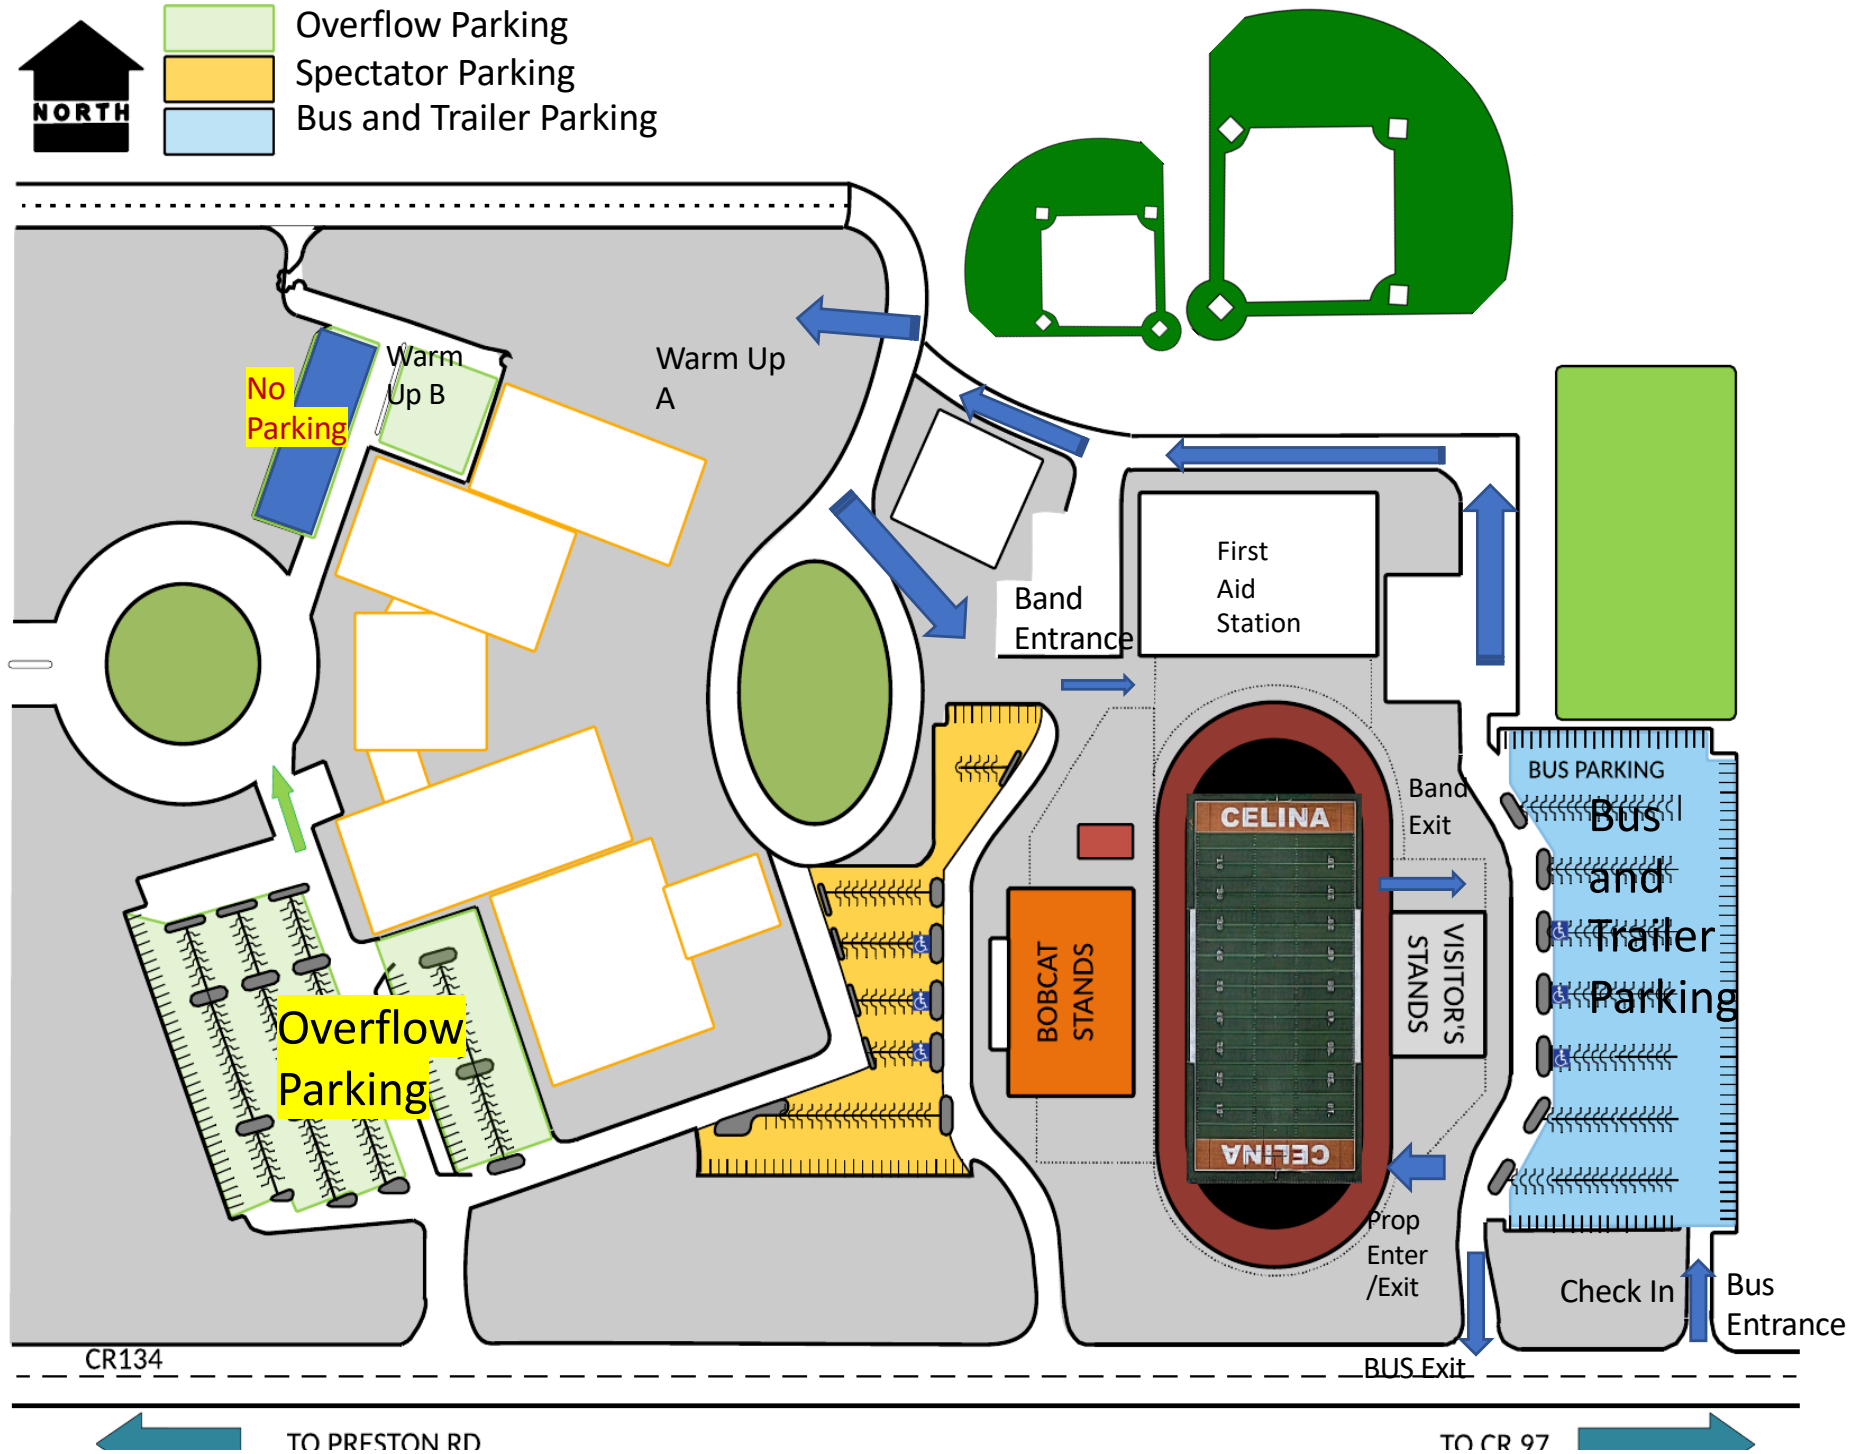 Overflow Parking
Spectator Parking
Bus and Trailer Parking
NORTH
Warm
Up B
No
Parking
Warm Up
A
First
Aid
Station
Band
Entrance
BUS PARKING
Bus
and
Trailer
Parking
Band
Exit
CELINA
BOBCAT
STANDS
VISITOR'S
STANDS
CELINA
Overflow
Parking
Prop
Enter
/Exit
Check In
Bus
Entrance
BUS Exit
CR134
TO PRESTON RD
TO CR 97